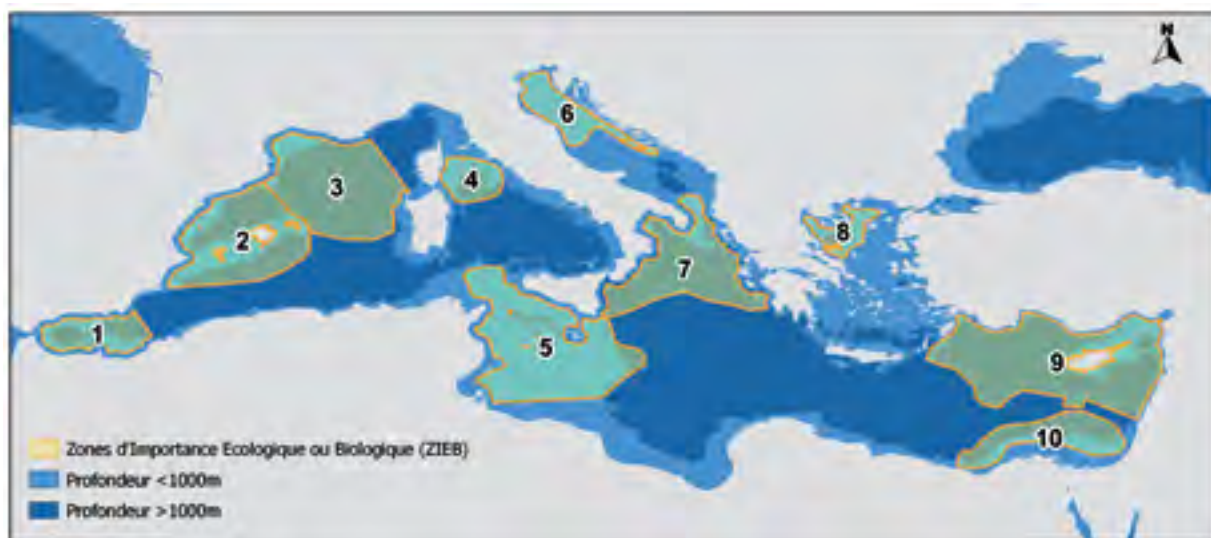 N
6
3
4
2
8
7
1
5
9
10
Zones d'Importance Ecologique ou Biologique (ZIEB)
Profondeur <1000m
Profondeur >1000m